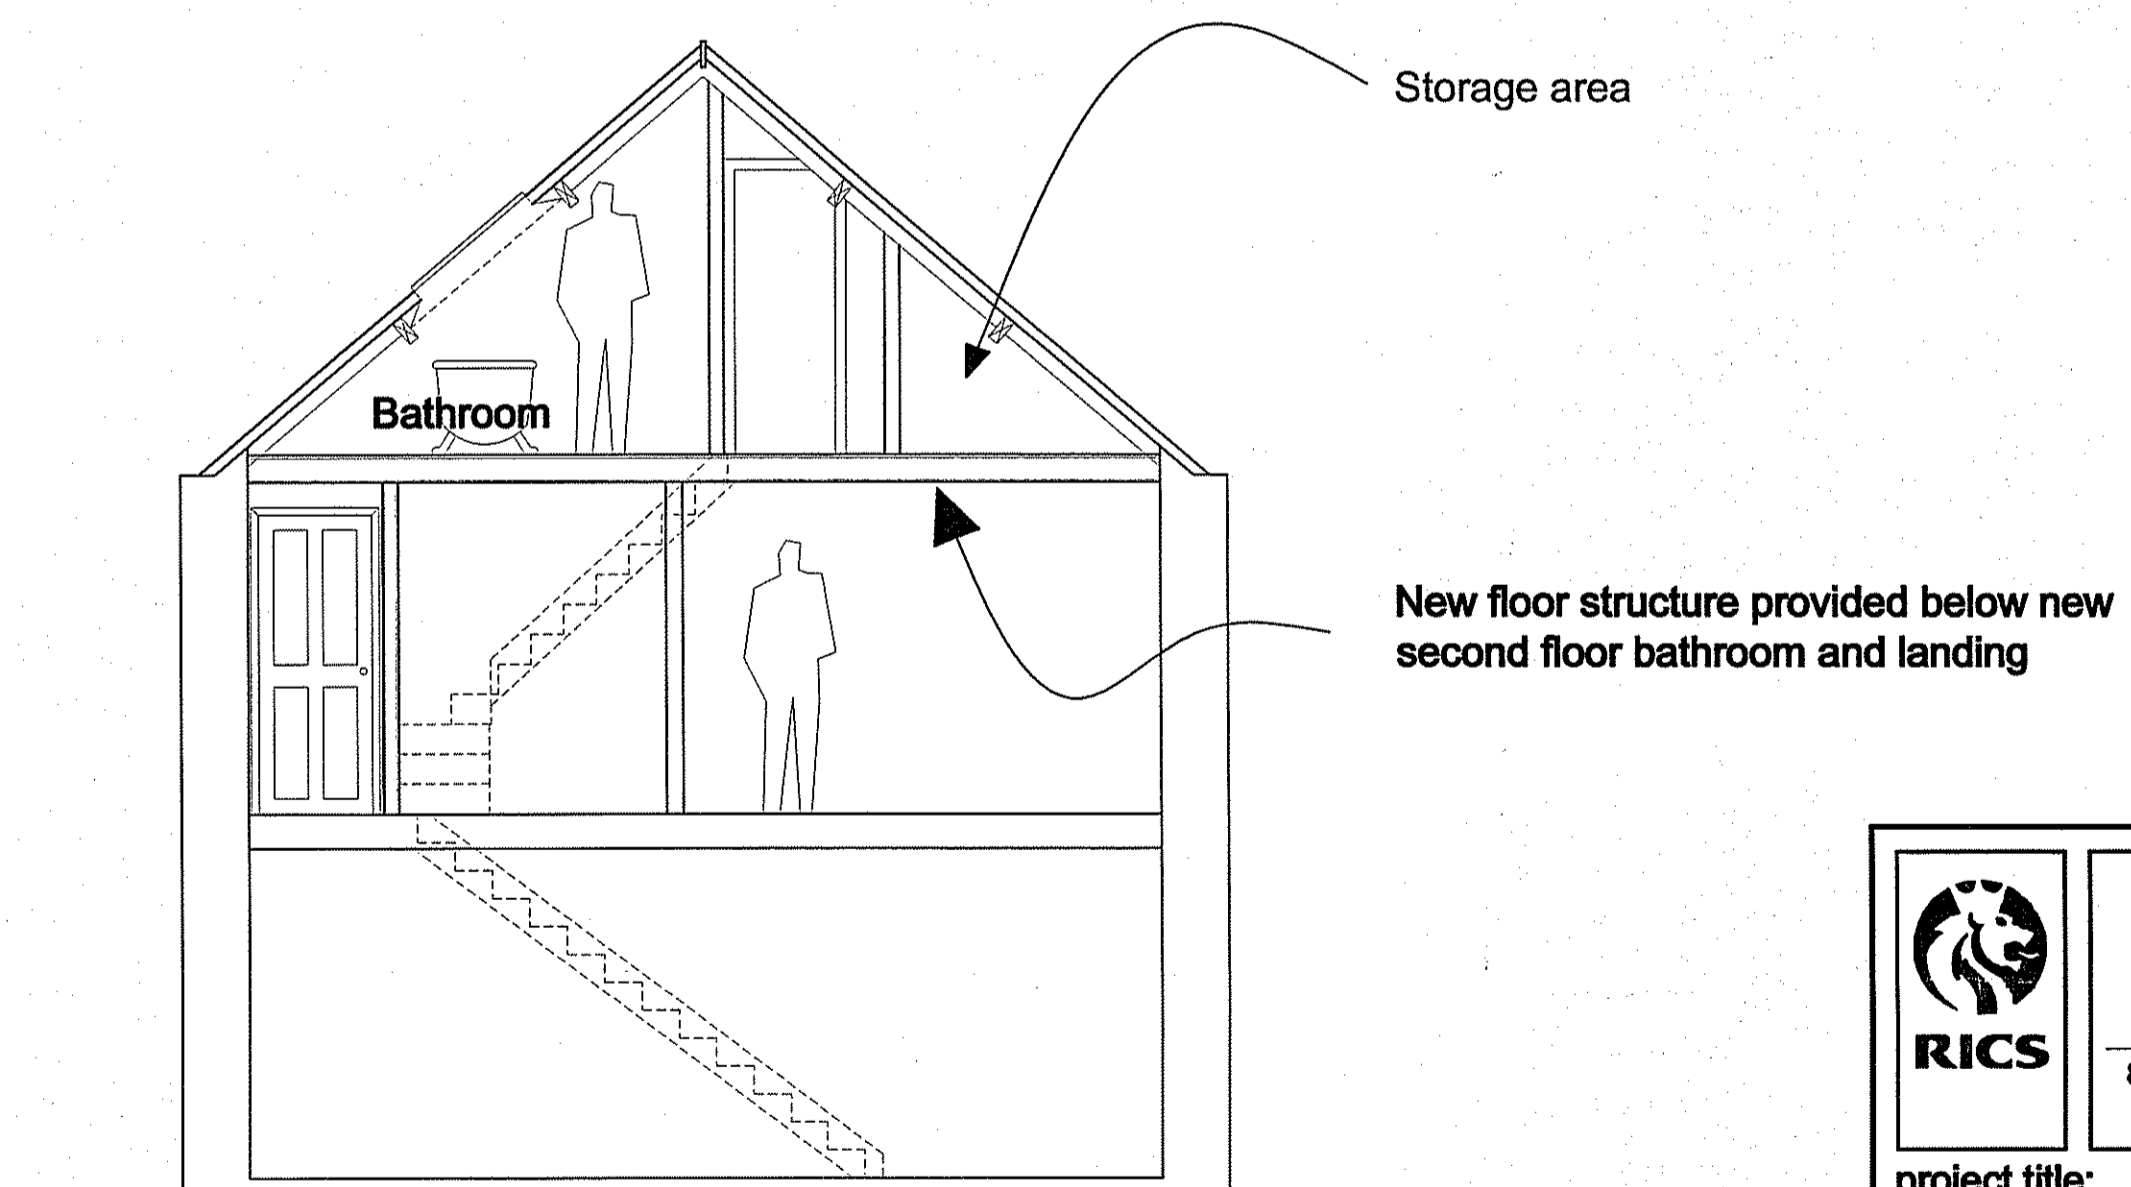 Storage area
Bathroom
New floor structure provided below new
second floor bathroom and landing
RICS
project title: